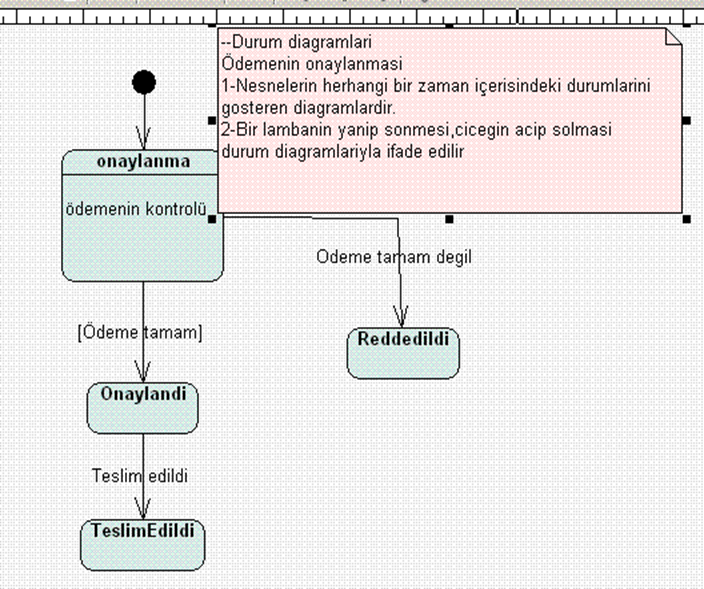 --Durum diagramlari
Ödemenin onaylanmasi
1-Nesnelerin herhangi bir zaman içerisindeki durumlarini
gosteren diagramlardir.
2-Bir lambanin yanip sonmesi,cicegin acip solmasi
durum diagramlariyla ifade edilir
onaylanma
ödemenin kontrolü
Odeme tamam degil
[Ödeme tamam]
Reddedildi
Onaylandi
Teslim edildi
TeslimEdildi